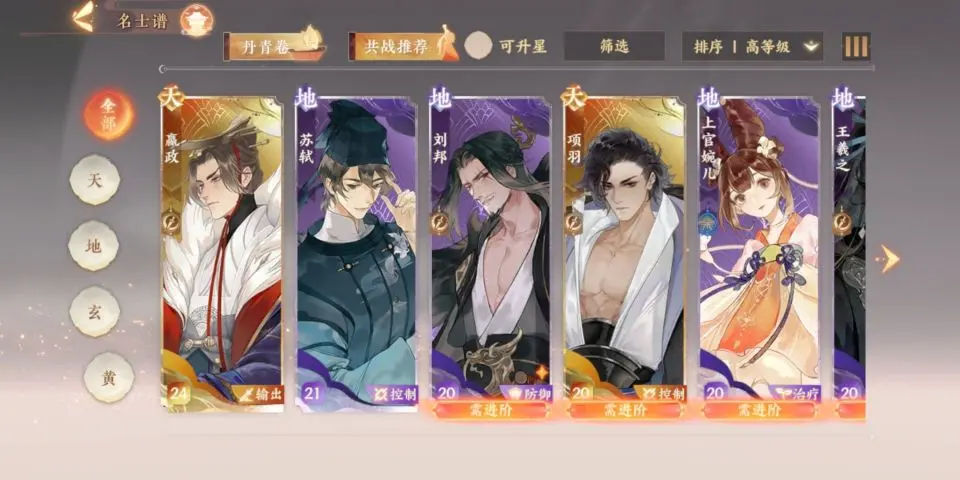 名士谱
丹青卷
共战推荐
可升星
筛选
排序 | 高等级
全部
天
地
玄
黄
天
嬴政
24
输出
地
苏轼
21
控制
地
刘邦
20
防御
需进阶
天
项羽
20
控制
需进阶
地
上官婉儿
20
治疗
需进阶
地
王羲之
20